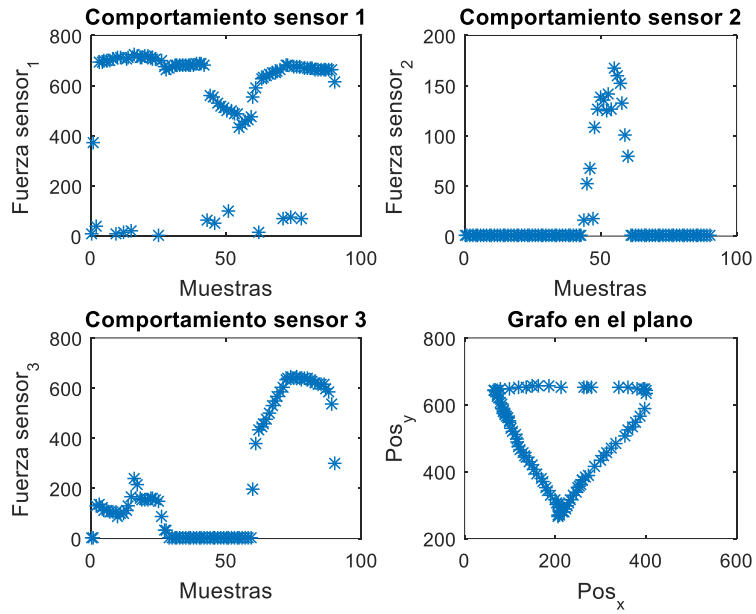 Comportamiento sensor 1
800
600
400
200
0
0 50 100
Fuerza sensor₁
Muestras
Comportamiento sensor 2
200
150
100
50
0
0 50 100
Fuerza sensor₂
Muestras
Comportamiento sensor 3
800
600
400
200
0
0 50 100
Fuerza sensor₃
Muestras
Grafo en el plano
800
600
400
200
0 200 400 600
Pos_y
Pos_x